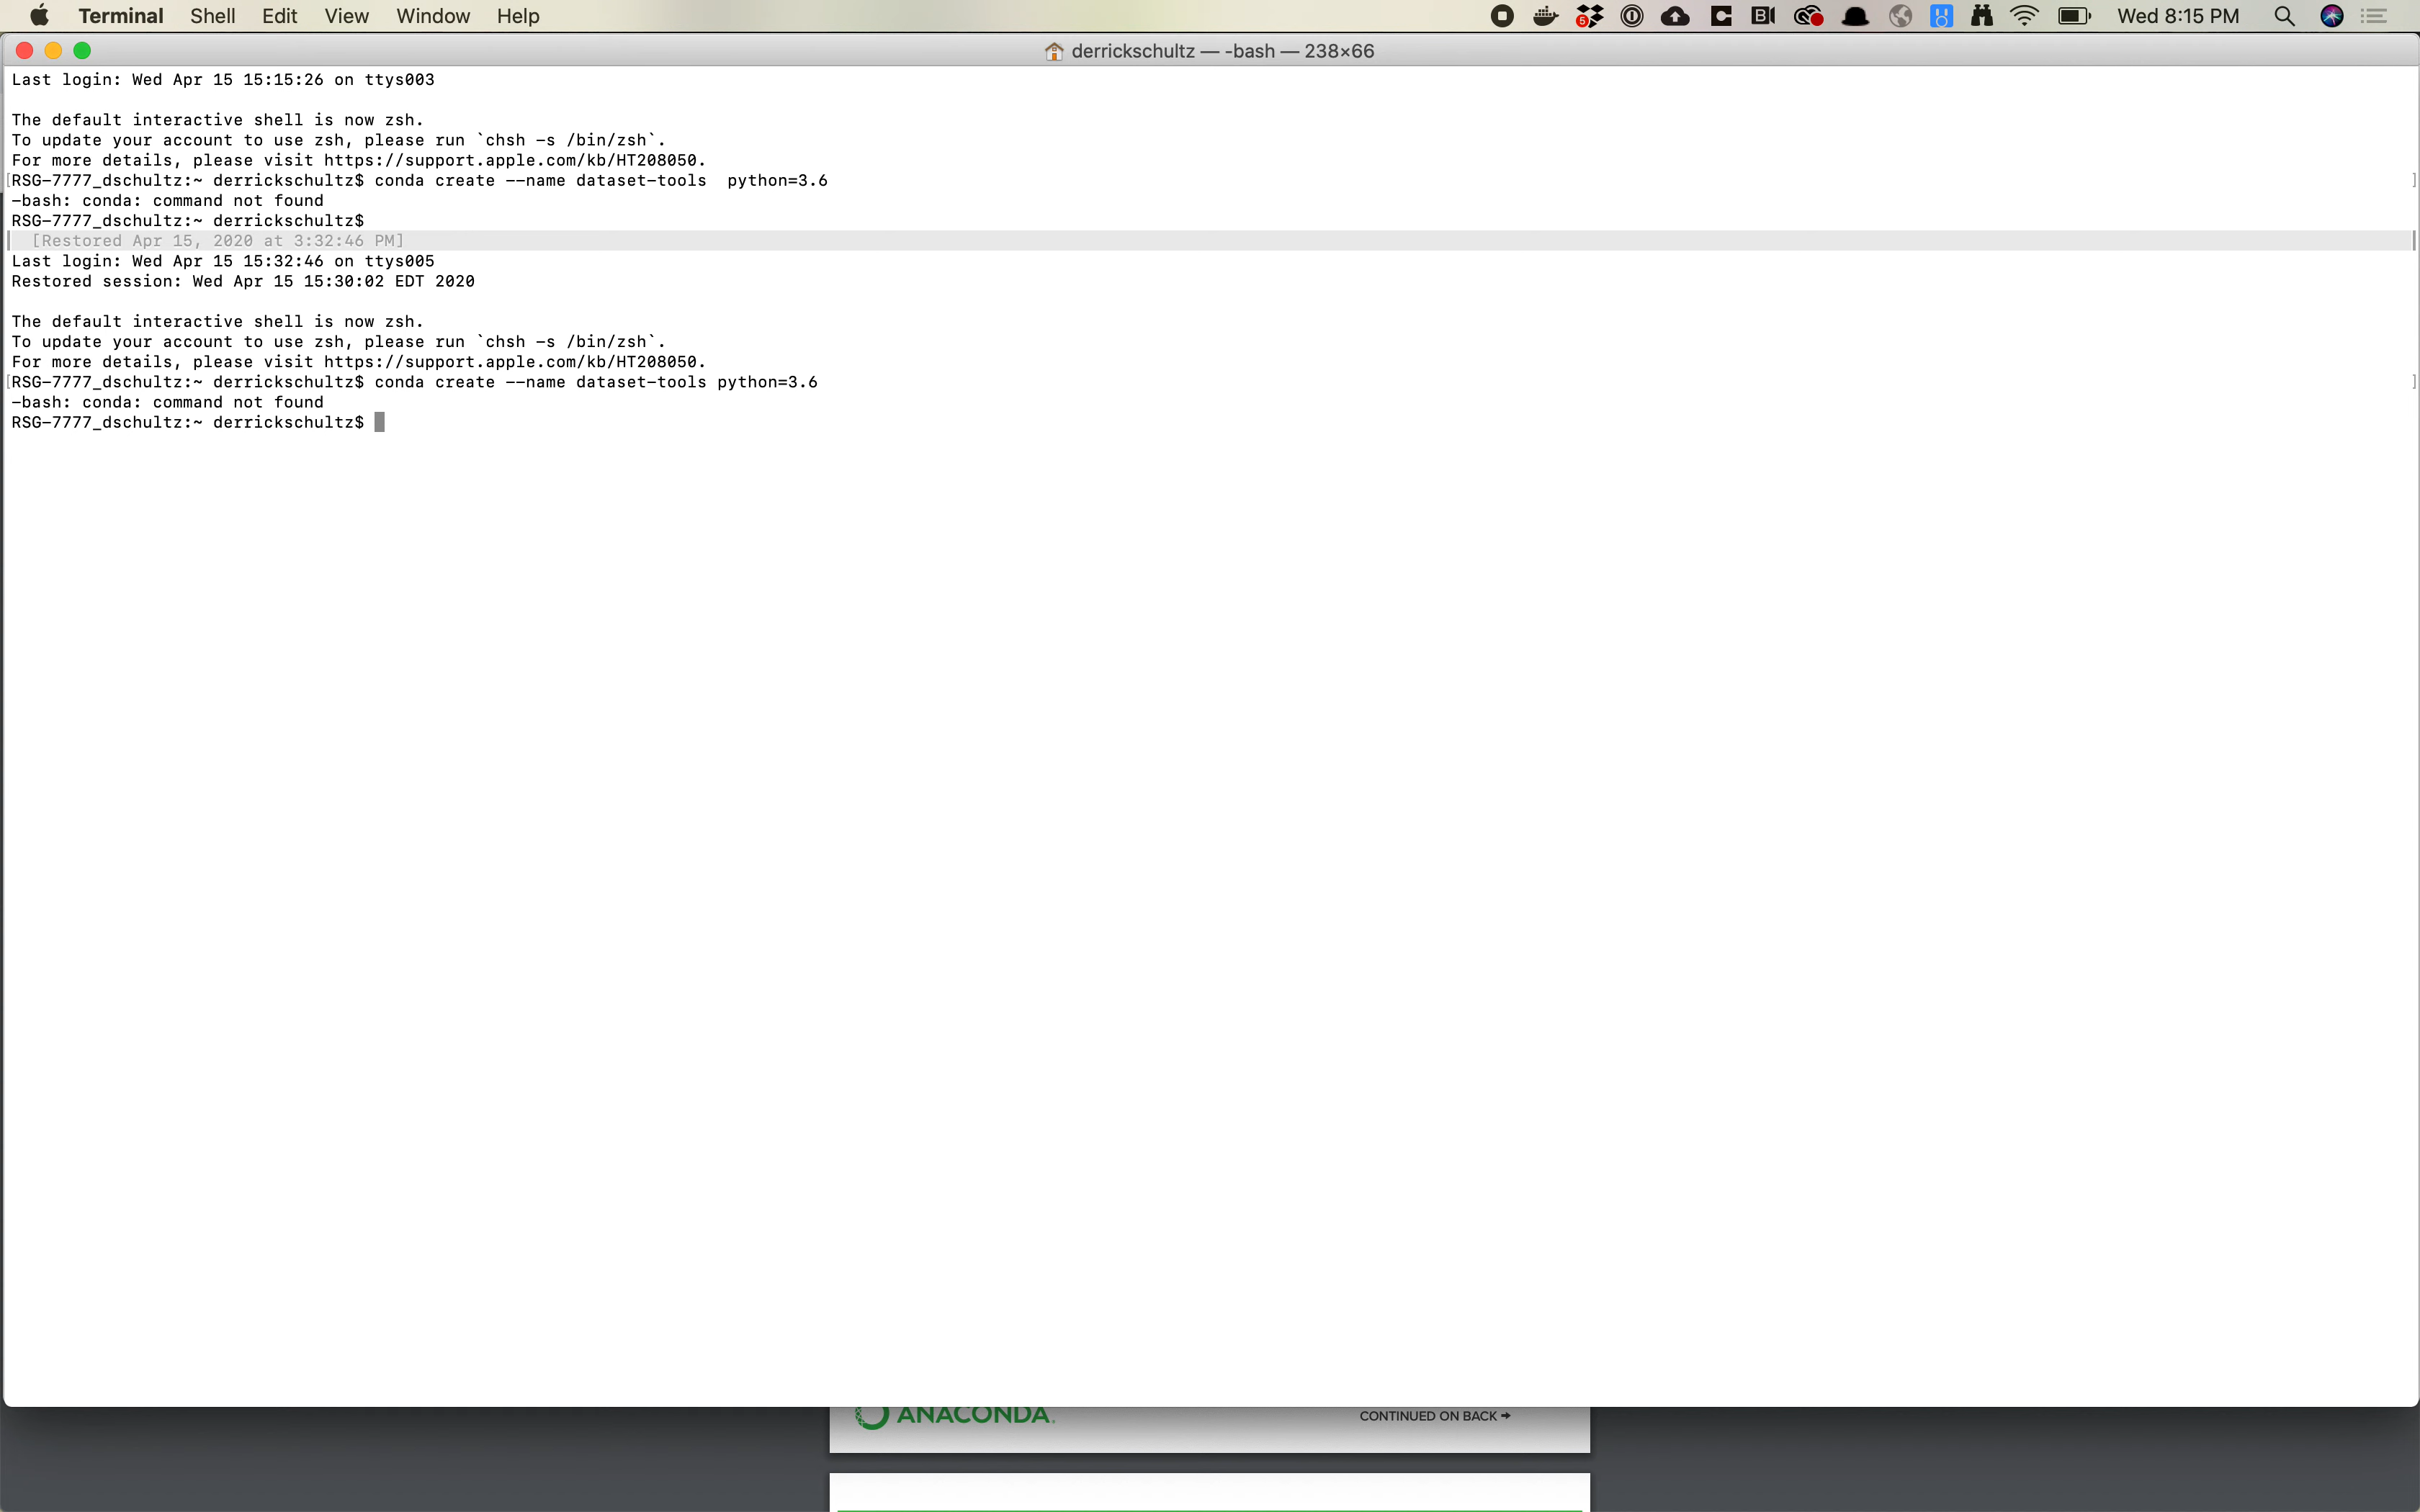 Terminal Shell Edit View Window Help 5 Wed 8:15 PM
derrickschultz — -bash — 238×66
Last login: Wed Apr 15 15:15:26 on ttys003
The default interactive shell is now zsh.
To update your account to use zsh, please run `chsh -s /bin/zsh`.
For more details, please visit https://support.apple.com/kb/HT208050.
[RSG-7777_dschultz:~ derrickschultz$ conda create --name dataset-tools  python=3.6 ]
-bash: conda: command not found
RSG-7777_dschultz:~ derrickschultz$
[Restored Apr 15, 2020 at 3:32:46 PM]
Last login: Wed Apr 15 15:32:46 on ttys005
Restored session: Wed Apr 15 15:30:02 EDT 2020
The default interactive shell is now zsh.
To update your account to use zsh, please run `chsh -s /bin/zsh`.
For more details, please visit https://support.apple.com/kb/HT208050.
[RSG-7777_dschultz:~ derrickschultz$ conda create --name dataset-tools python=3.6 ]
-bash: conda: command not found
RSG-7777_dschultz:~ derrickschultz$
ANACONDA. CONTINUED ON BACK ➡